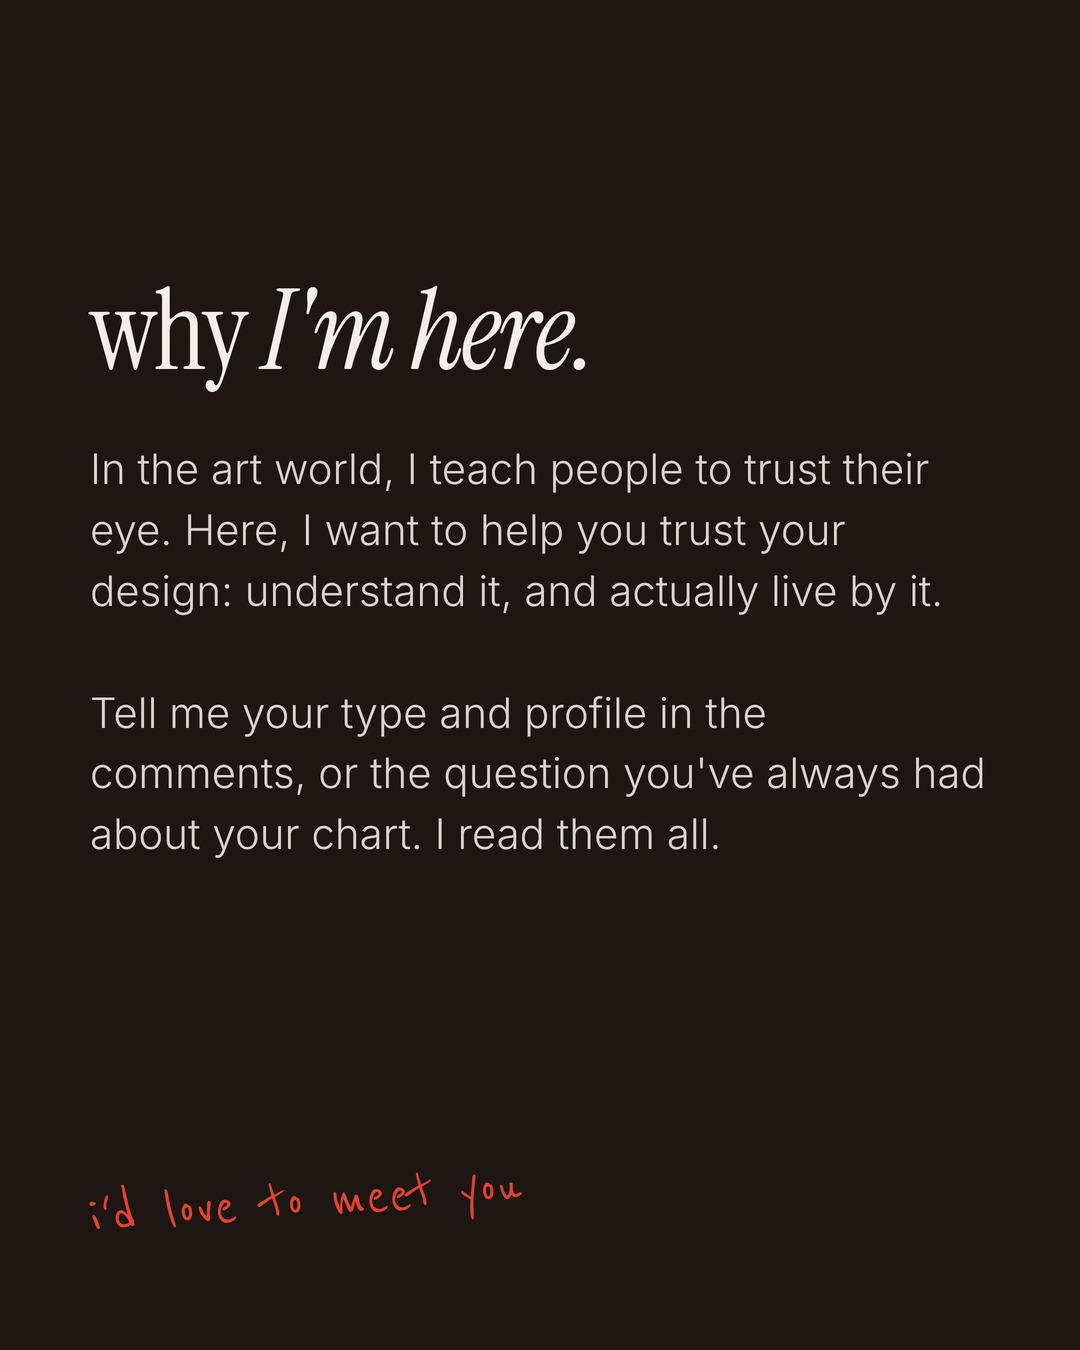 why I'm here.
In the art world, I teach people to trust their
eye. Here, I want to help you trust your
design: understand it, and actually live by it.
Tell me your type and profile in the
comments, or the question you've always had
about your chart. I read them all.
i'd love to meet you